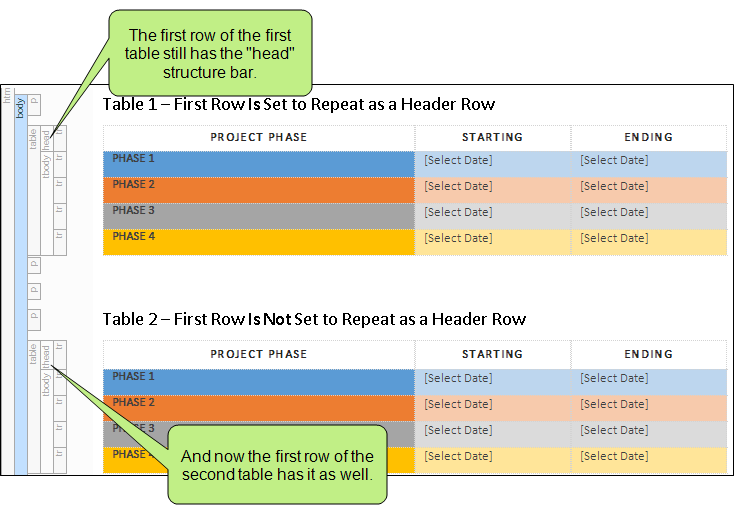 The first row of the first
table still has the "head"
structure bar.
htm
body
p
Table 1 – First Row Is Set to Repeat as a Header Row
table
head
tr
PROJECT PHASE STARTING ENDING
tbody
tr
PHASE 1 [Select Date] [Select Date]
tr
PHASE 2 [Select Date] [Select Date]
tr
PHASE 3 [Select Date] [Select Date]
tr
PHASE 4 [Select Date] [Select Date]
p
p
p
Table 2 – First Row Is Not Set to Repeat as a Header Row
table
thead
tr
PROJECT PHASE STARTING ENDING
tbody
PHASE 1 [Select Date] [Select Date]
tr
PHASE 2 [Select Date] [Select Date]
tr
PHASE 3 [Select Date] [Select Date]
tr
PHASE [Select Date] [Select Date]
And now the first row of the
second table has it as well.